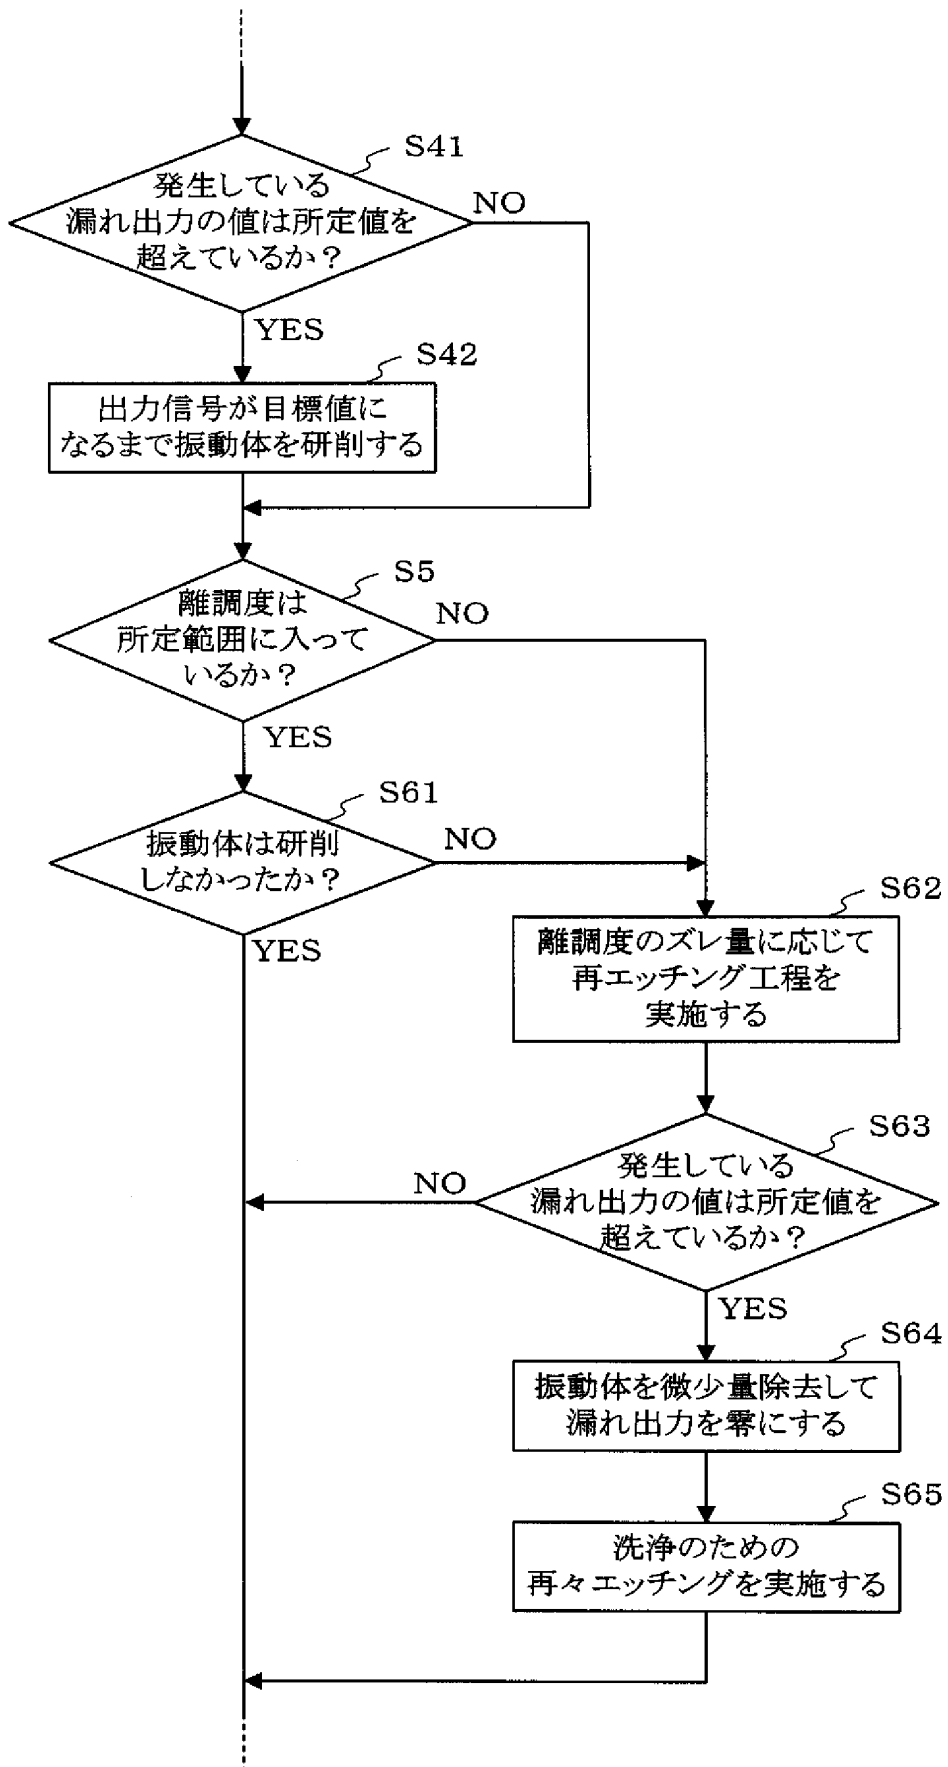 S41
発生している
漏れ出力の値は所定値を
超えているか？
NO
YES
S42
出力信号が目標値に
なるまで振動体を研削する
S5
離調度は
所定範囲に入って
いるか？
NO
YES
S61
振動体は研削
しなかったか？
NO
YES
S62
離調度のズレ量に応じて
再エッチング工程を
実施する
S63
発生している
漏れ出力の値は所定値を
超えているか？
NO
YES
S64
振動体を微少量除去して
漏れ出力を零にする
S65
洗浄のための
再々エッチングを実施する